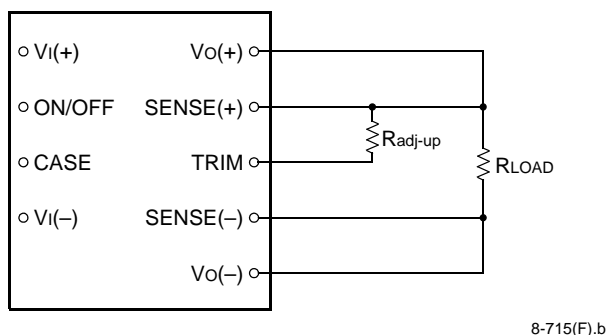 VI(+) VO(+)
ON/OFF SENSE(+)
Radj-up
CASE TRIM
RLOAD
VI(–) SENSE(–)
VO(–)
8-715(F).b